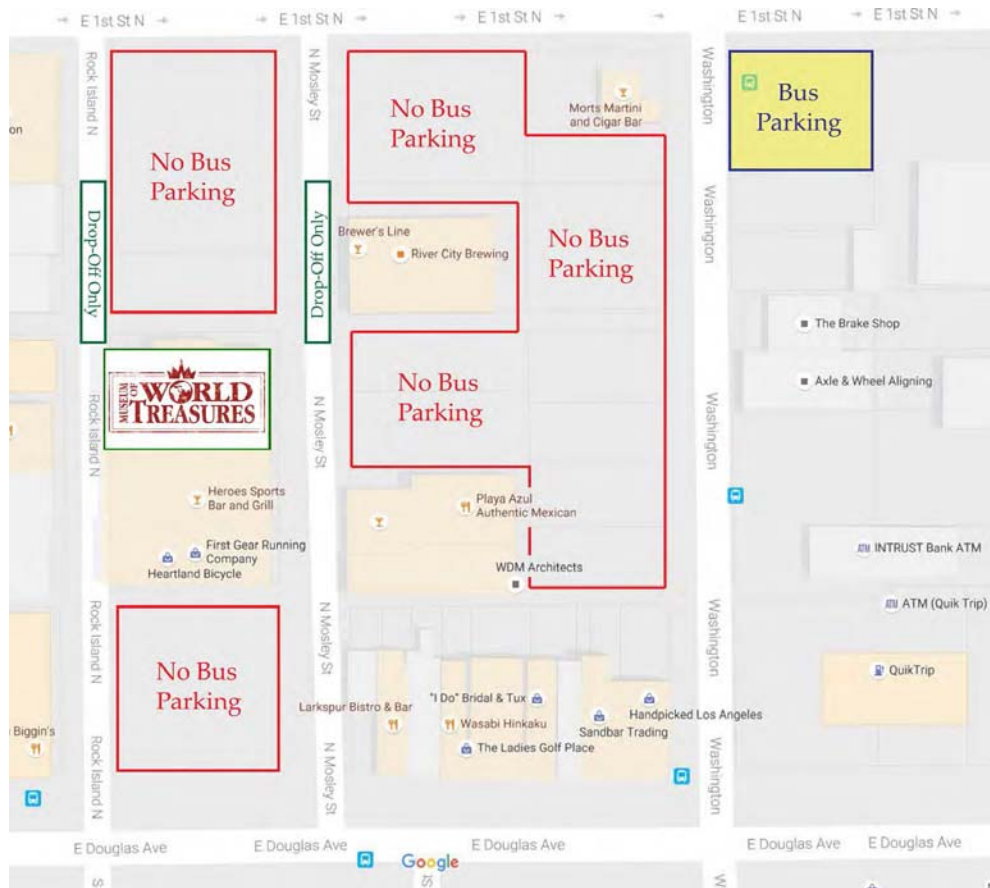 → E 1st St N →
→ E 1st St N →
E 1st St N →
E 1st St N →
Rock Island N
N Mosley St
Washington
No Bus
Parking
No Bus
Parking
Morts Martini
and Cigar Bar
Bus
Parking
on
Drop-Off Only
Drop-Off Only
Washington
Brewer's Line
River City Brewing
No Bus
Parking
The Brake Shop
MUSEUM OF
WORLD
TREASURES
Rock Island N
N Mosley St
No Bus
Parking
Washington
Axle & Wheel Aligning
Heroes Sports
Bar and Grill
Playa Azul
Authentic Mexican
First Gear Running
Company
Heartland Bicycle
WDM Architects
ATM
INTRUST Bank ATM
ATM
ATM (Quik Trip)
Rock Island N
N Mosley St
Washington
No Bus
Parking
QuikTrip
Larkspur Bistro & Bar
"I Do" Bridal & Tux
Handpicked Los Angeles
Wasabi Hinkaku
Sandbar Trading
The Ladies Golf Place
Biggin's
Rock Island N
N Mosley St
Washington
E Douglas Ave
E Douglas Ave
E Douglas Ave
E Douglas Ave
E Douglas Ave
Google
S
St
W